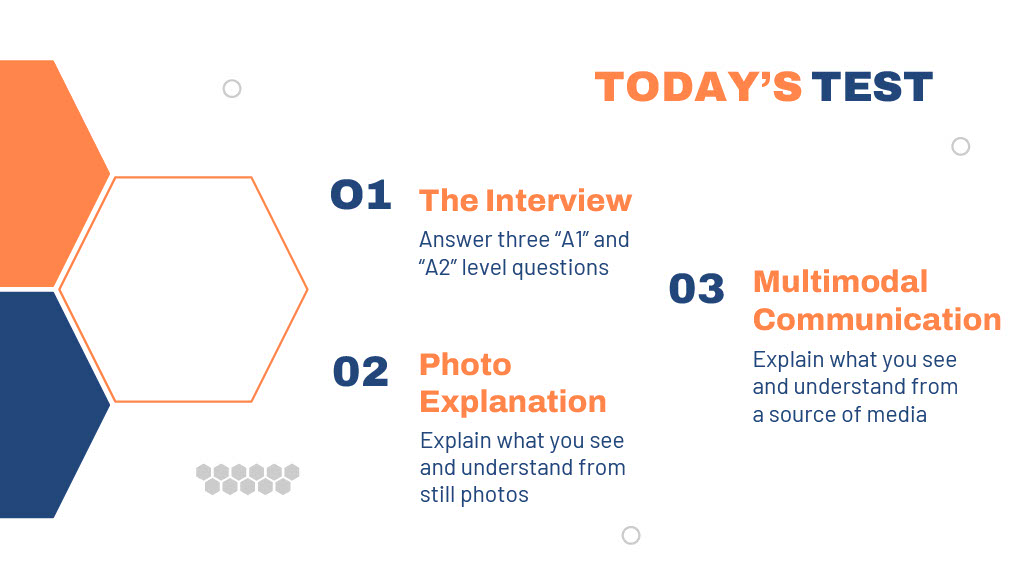 TODAY’S TEST
01
The Interview
Answer three “A1” and
“A2” level questions
02
Photo
Explanation
Explain what you see
and understand from
still photos
03
Multimodal
Communication
Explain what you see
and understand from
a source of media